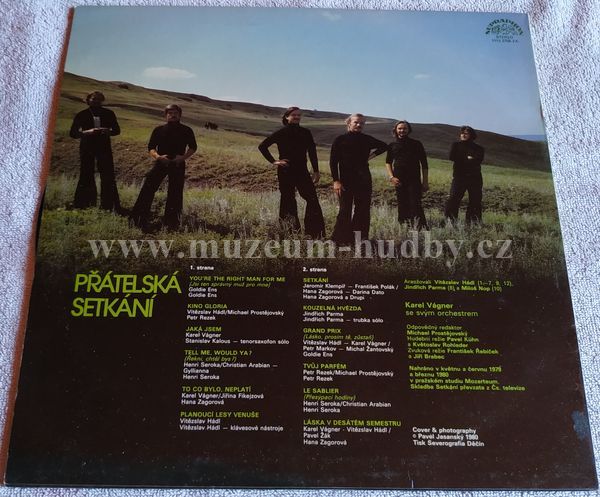 SUPRAPHON
STEREO
www.muzeum-hudby.cz
PŘÁTELSKÁ
SETKÁNÍ
1. strana
YOU'RE THE RIGHT MAN FOR ME
(Jsi ten správný muž pro mne)
Goldie Ens
Goldie Ens
KINO GLORIA
Vítězslav Hádl/Michael Prostějovský
Petr Rezek
JAKÁ JSEM
Karel Vágner
Stanislav Kalous — tenorsaxofon sólo
TELL ME, WOULD YA?
(Řekni, chtěl bys?)
Henri Seroka/Christian Arabian —
Gyllianna
Henri Seroka
TO CO BYLO, NEPLATÍ
Karel Vágner/Jiřina Fikejzová
Hana Zagorová
PLANOUCÍ LESY VENUŠE
Vítězslav Hádl
Vítězslav Hádl — klávesové nástroje
2. strana
SETKÁNÍ
Jaromír Klempíř — František Polák/
Hana Zagorová — Darina Dato
Hana Zagorová a Drupi
KOUZELNÁ HVĚZDA
Jindřich Parma
Jindřich Parma — trubka sólo
GRAND PRIX
(Lásko, prosím tě, zůstaň)
Vítězslav Hádl — Karel Vágner /
Petr Markov — Michal Žantovský
Goldie Ens
TVŮJ PARFÉM
Petr Rezek/Michael Prostějovský
Petr Rezek
LE SABLIER
(Přesýpací hodiny)
Henri Seroka/Christian Arabian
Henri Seroka
LÁSKA V DESÁTÉM SEMESTRU
Karel Vágner - Vítězslav Hádl /
Pavel Žák
Hana Zagorová
Aranžovali Vítězslav Hádl (1—7, 9, 12),
Jindřich Parma (8) a Miloš Nop (10)
Karel Vágner
se svým orchestrem
Odpovědný redaktor
Michael Prostějovský
Hudební režie Pavel Kühn
a Květoslav Rohleder
Zvuková režie František Řebíček
a Jiří Brabec
Nahráno v květnu a červnu 1979
a březnu 1980
v pražském studiu Mozarteum.
Skladba Setkání převzata z Čs. televize
Cover & photography
© Pavel Jasanský 1980
Tisk Severografia Děčín